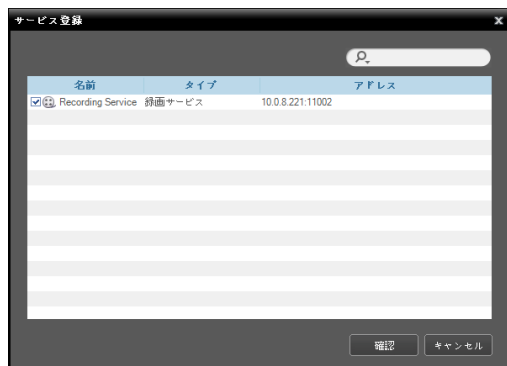 サービス登録
名前 タイプ アドレス
Recording Service 録画サービス 10.0.8.221:11002
確認 キャンセル